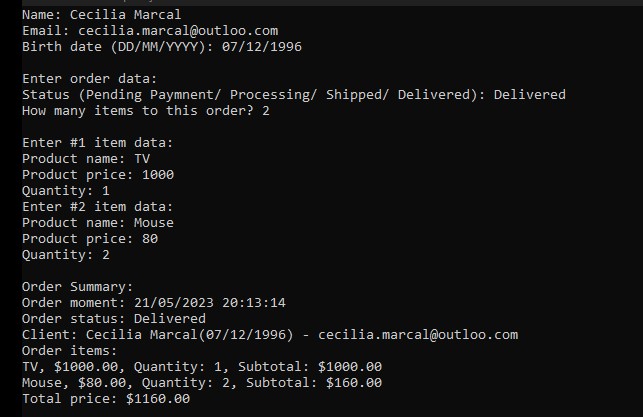 Name: Cecilia Marcal
Email: cecilia.marcal@outloo.com
Birth date (DD/MM/YYYY): 07/12/1996
Enter order data:
Status (Pending Paymnent/ Processing/ Shipped/ Delivered): Delivered
How many items to this order? 2
Enter #1 item data:
Product name: TV
Product price: 1000
Quantity: 1
Enter #2 item data:
Product name: Mouse
Product price: 80
Quantity: 2
Order Summary:
Order moment: 21/05/2023 20:13:14
Order status: Delivered
Client: Cecilia Marcal(07/12/1996) - cecilia.marcal@outloo.com
Order items:
TV, $1000.00, Quantity: 1, Subtotal: $1000.00
Mouse, $80.00, Quantity: 2, Subtotal: $160.00
Total price: $1160.00